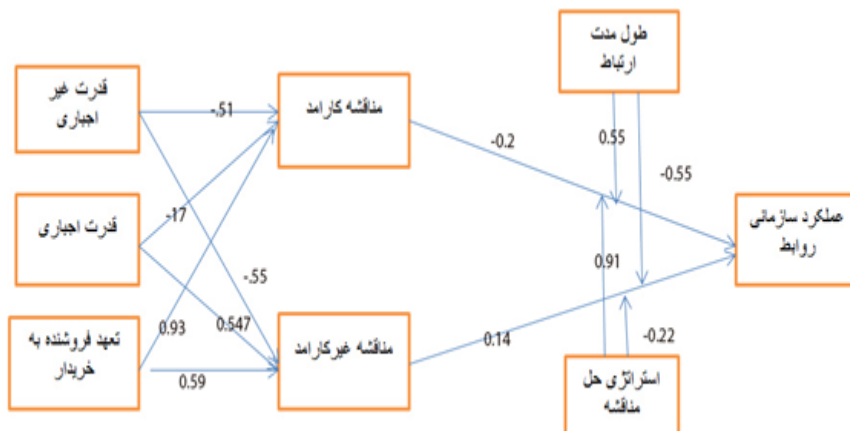 طول مدت
ارتباط
قدرت غیر
اجباری
مناقشه کارامد
-.51
0.55
-0.2
-0.55
قدرت اجباری
-17
عملکرد سازمانی
روابط
-.55
0.91
تعهد فروشنده به
خریدار
0.93
0.547
مناقشه غیرکارامد
0.14
-0.22
0.59
استراتژی حل
مناقشه